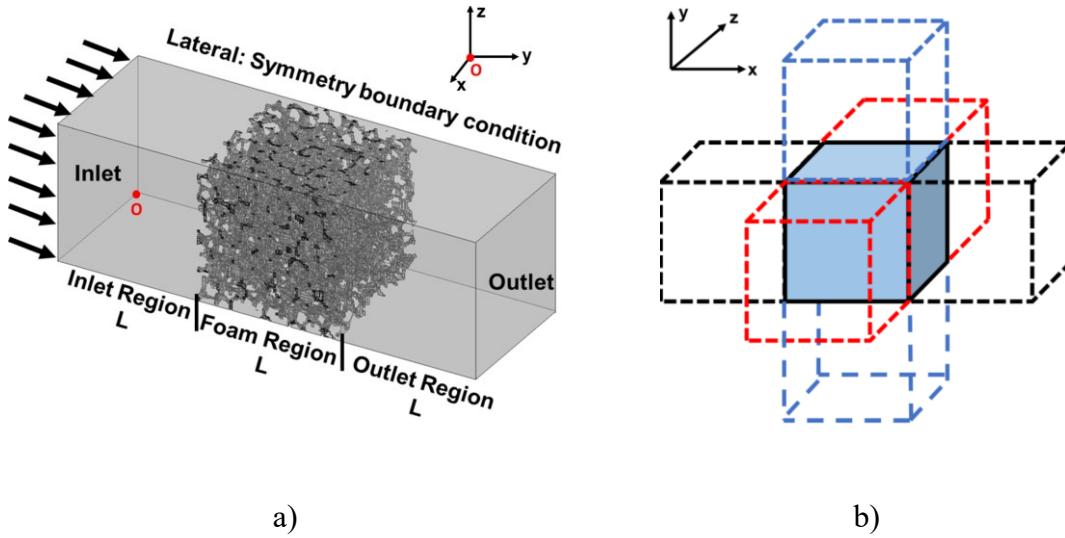 z
y
x
O
Lateral: Symmetry boundary condition
Inlet
O
Outlet
Inlet Region
L
Foam Region
L
Outlet Region
L
a)
y
z
x
b)